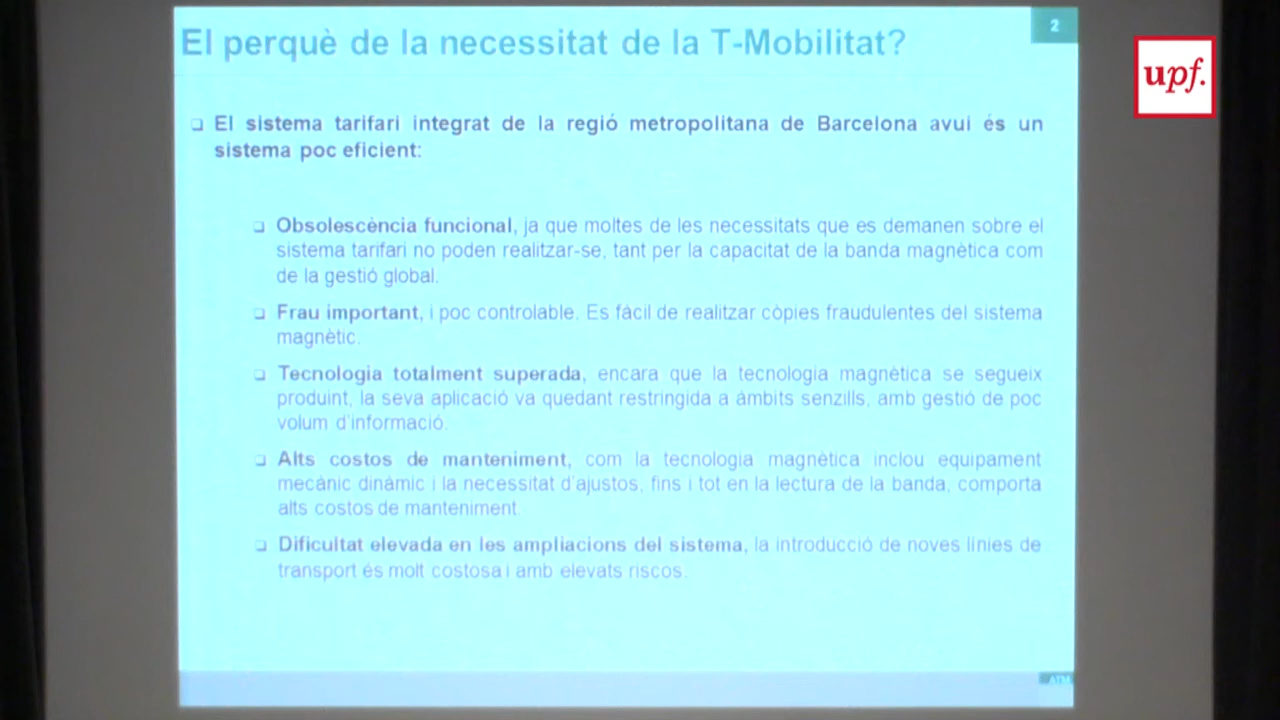 El perquè de la necessitat de la T-Mobilitat?
2
upf.
❑ El sistema tarifari integrat de la regió metropolitana de Barcelona avui és un
sistema poc eficient:
❑ Obsolescència funcional, ja que moltes de les necessitats que es demanen sobre el
sistema tarifari no poden realitzar-se, tant per la capacitat de la banda magnètica com
de la gestió global.
❑ Frau important, i poc controlable. Es fàcil de realitzar còpies fraudulentes del sistema
magnètic.
❑ Tecnologia totalment superada, encara que la tecnologia magnètica se segueix
produint, la seva aplicació va quedant restringida a àmbits senzills, amb gestió de poc
volum d'informació.
❑ Alts costos de manteniment, com la tecnologia magnètica inclou equipament
mecànic dinàmic i la necessitat d'ajustos, fins i tot en la lectura de la banda, comporta
alts costos de manteniment.
❑ Dificultat elevada en les ampliacions del sistema, la introducció de noves línies de
transport és molt costosa i amb elevats riscos.
ATM